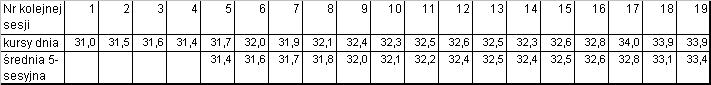 Nr kolejnej sesji 1 2 3 4 5 6 7 8 9 10 11 12 13 14 15 16 17 18 19
kursy dnia 31,0 31,5 31,6 31,4 31,7 32,0 31,9 32,1 32,4 32,3 32,5 32,6 32,5 32,3 32,6 32,8 34,0 33,9 33,9
średnia 5-sesyjna 31,4 31,6 31,7 31,8 32,0 32,1 32,2 32,4 32,5 32,4 32,5 32,6 32,8 33,1 33,4